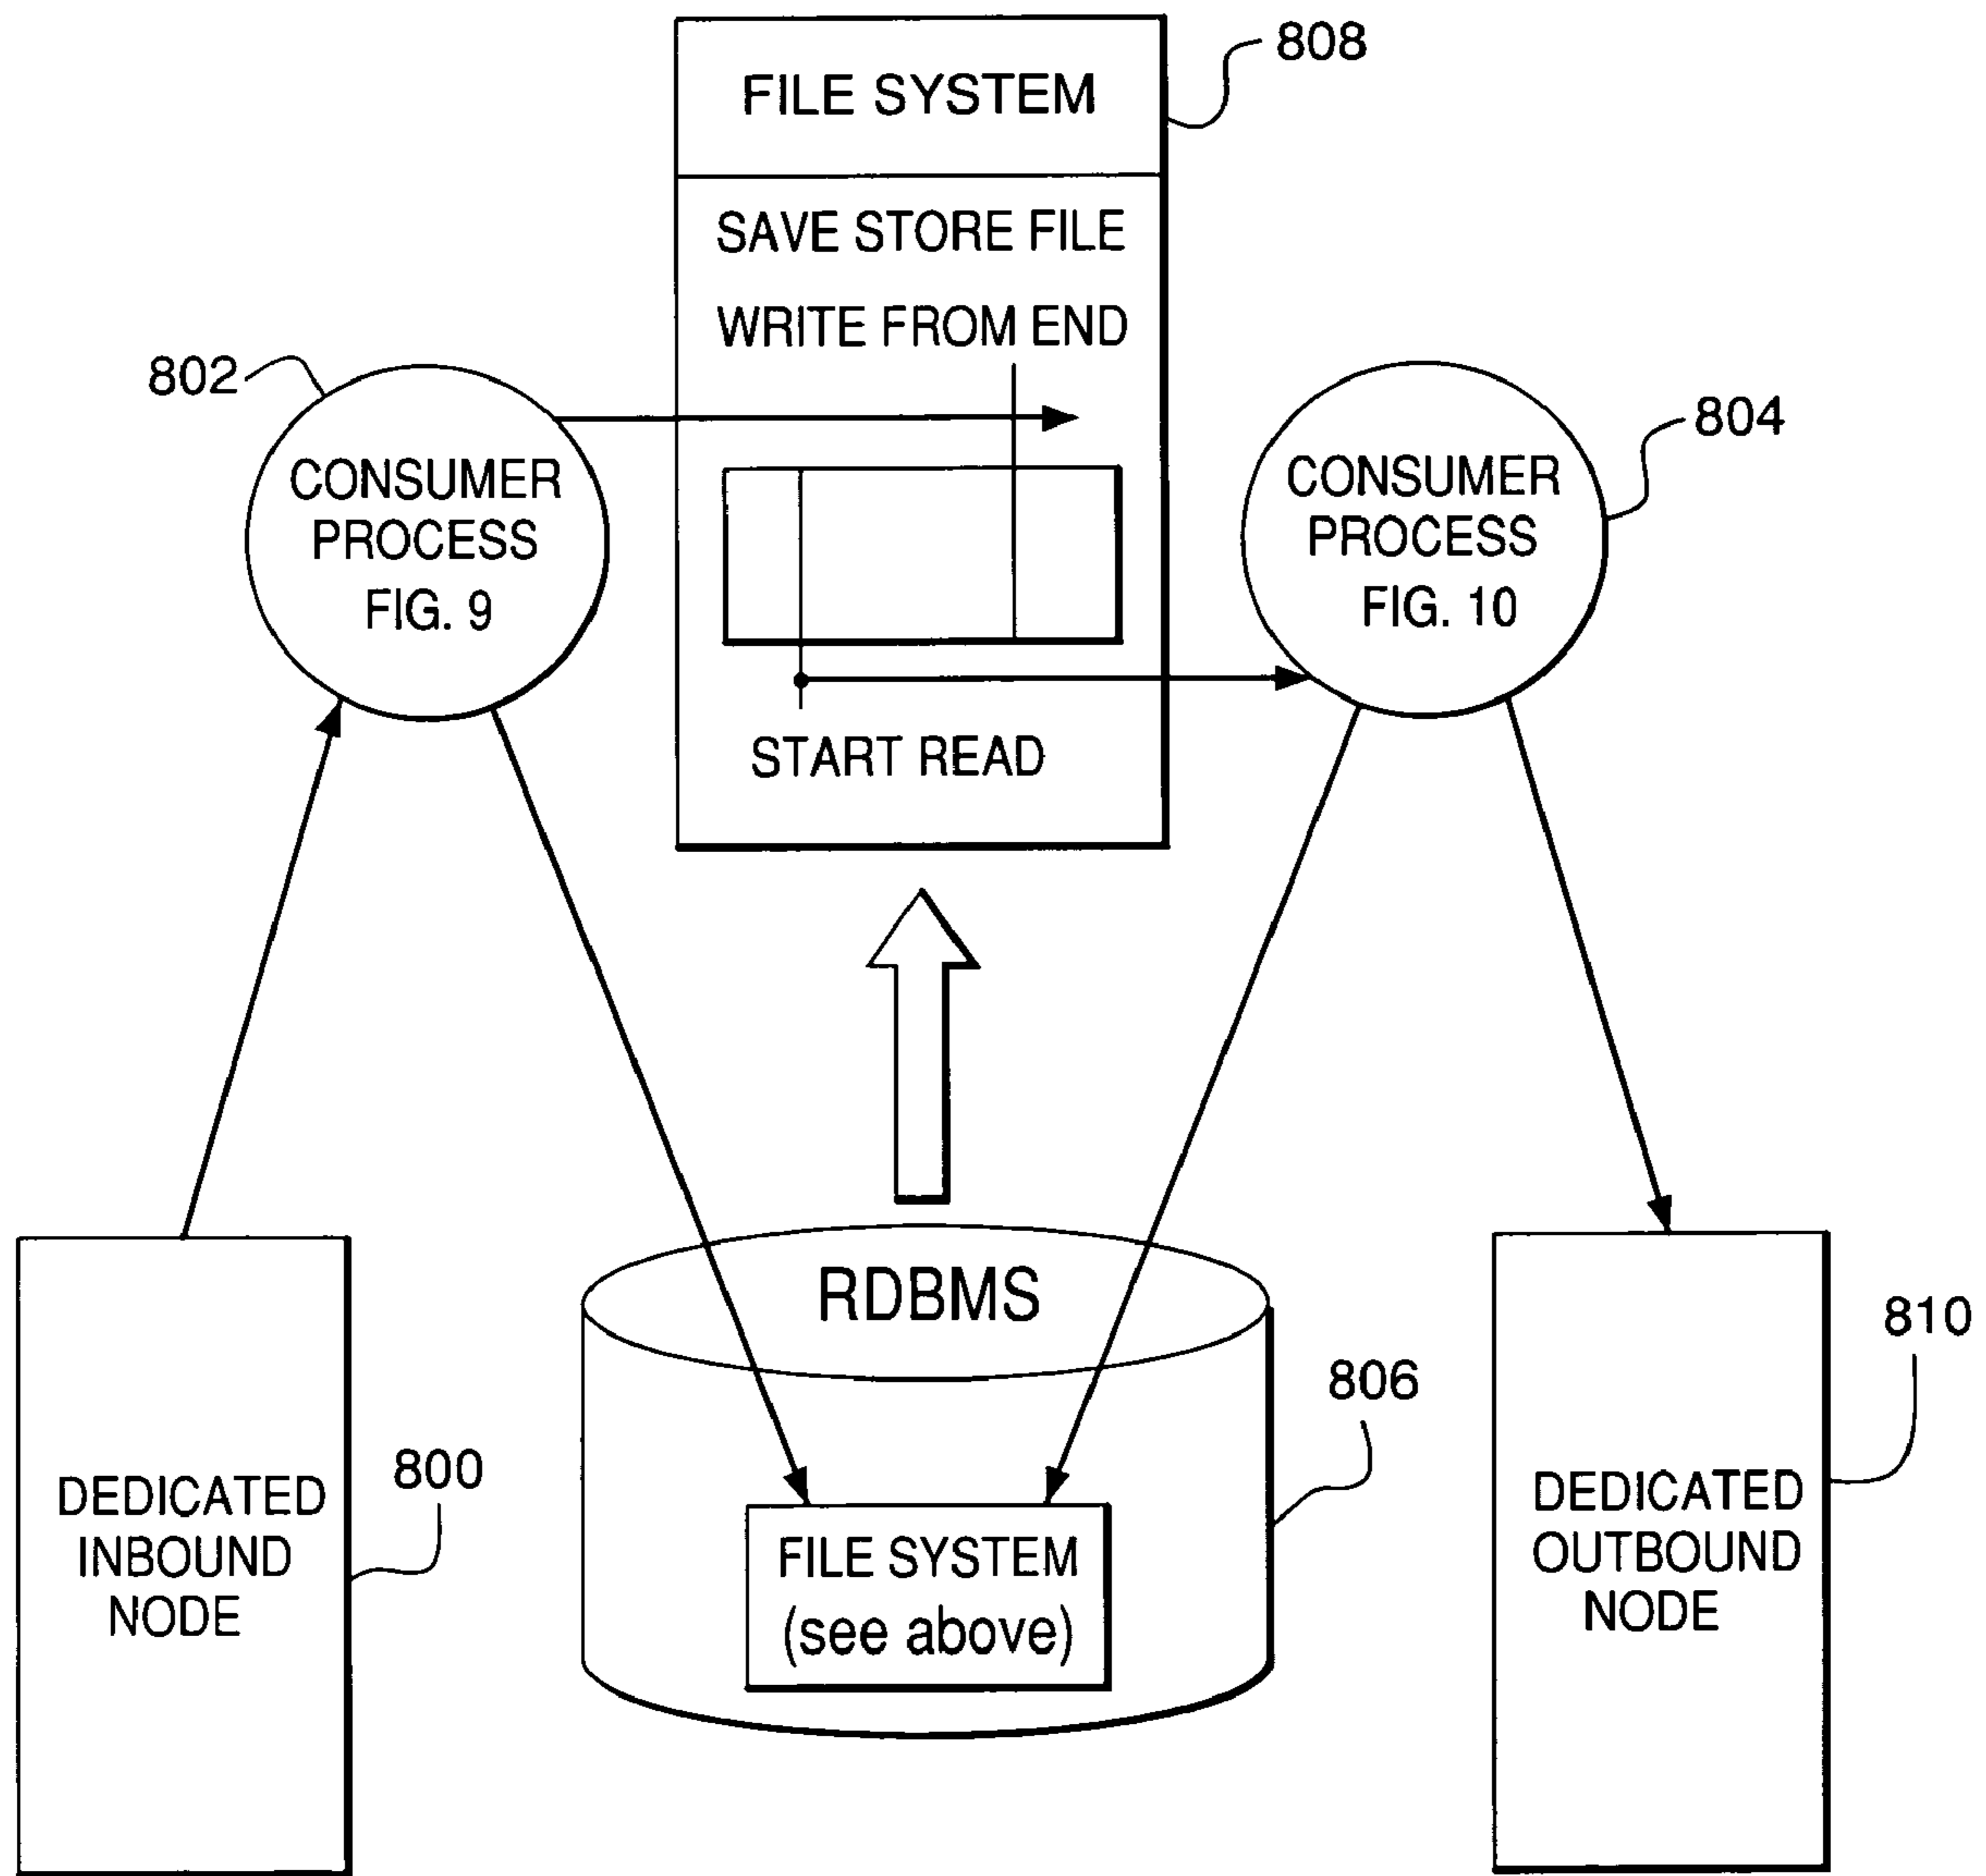 808
FILE SYSTEM
SAVE STORE FILE
WRITE FROM END
802
CONSUMER
PROCESS
FIG. 9
804
CONSUMER
PROCESS
FIG. 10
START READ
RDBMS
810
806
800
DEDICATED
INBOUND
NODE
FILE SYSTEM
(see above)
DEDICATED
OUTBOUND
NODE